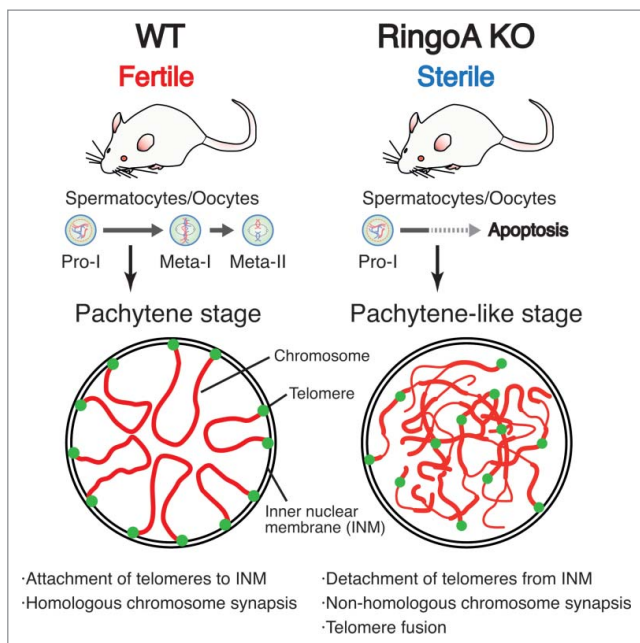 WT
Fertile
Spermatocytes/Oocytes
Pro-I
Meta-I
Meta-II
Pachytene stage
RingoA KO
Sterile
Spermatocytes/Oocytes
Pro-I
Apoptosis
Pachytene-like stage
Chromosome
Telomere
Inner nuclear
membrane (INM)
·Attachment of telomeres to INM
·Homologous chromosome synapsis
·Detachment of telomeres from INM
·Non-homologous chromosome synapsis
·Telomere fusion